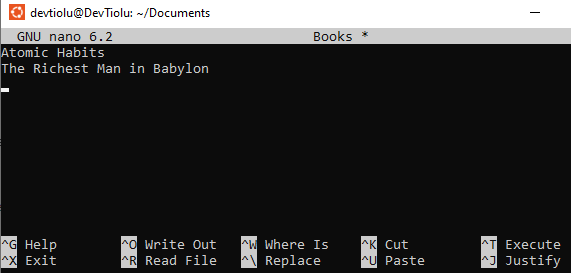 devtiolu@DevTiolu: ~/Documents
GNU nano 6.2 Books *
Atomic Habits
The Richest Man in Babylon
^G Help ^O Write Out ^W Where Is ^K Cut ^T Execute
^X Exit ^R Read File ^\ Replace ^U Paste ^J Justify